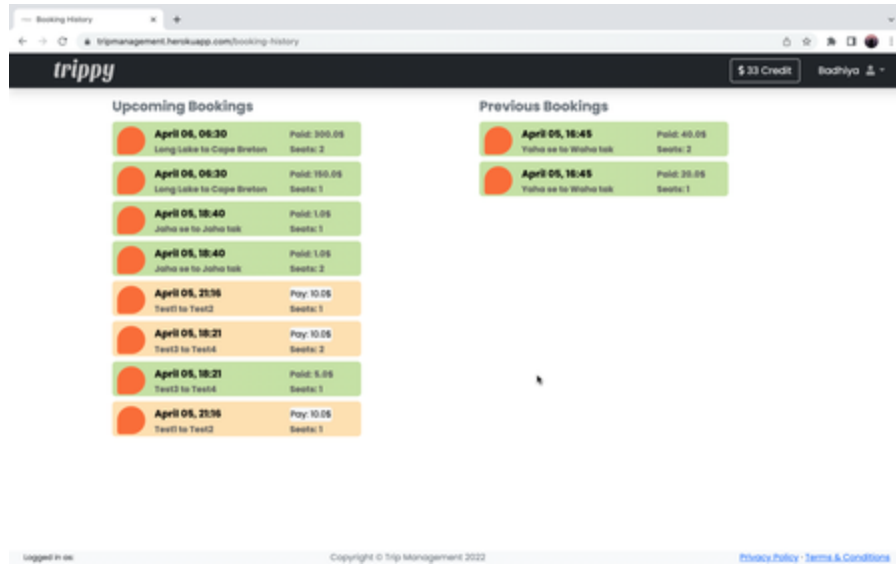 Booking History
tripmanagement.herokuapp.com/booking-history
trippy
$ 33 Credit
Badhiya
Upcoming Bookings
April 06, 06:30 Paid: 300.0$
Long Lake to Cape Breton Seats: 2
April 06, 06:30 Paid: 150.0$
Long Lake to Cape Breton Seats: 1
April 05, 18:40 Paid: 1.0$
Jaha se to Jaha tak Seats: 1
April 05, 18:40 Paid: 1.0$
Jaha se to Jaha tak Seats: 2
April 05, 21:16 Pay: 10.0$
Test1 to Test2 Seats: 1
April 05, 18:21 Pay: 10.0$
Test3 to Test4 Seats: 2
April 05, 18:21 Paid: 5.0$
Test3 to Test4 Seats: 1
April 05, 21:16 Pay: 10.0$
Test1 to Test2 Seats: 1
Previous Bookings
April 05, 16:45 Paid: 40.0$
Yaha se to Waha tak Seats: 2
April 05, 16:45 Paid: 20.0$
Yaha se to Waha tak Seats: 1
Logged in as:
Copyright © Trip Management 2022
Privacy Policy · Terms & Conditions